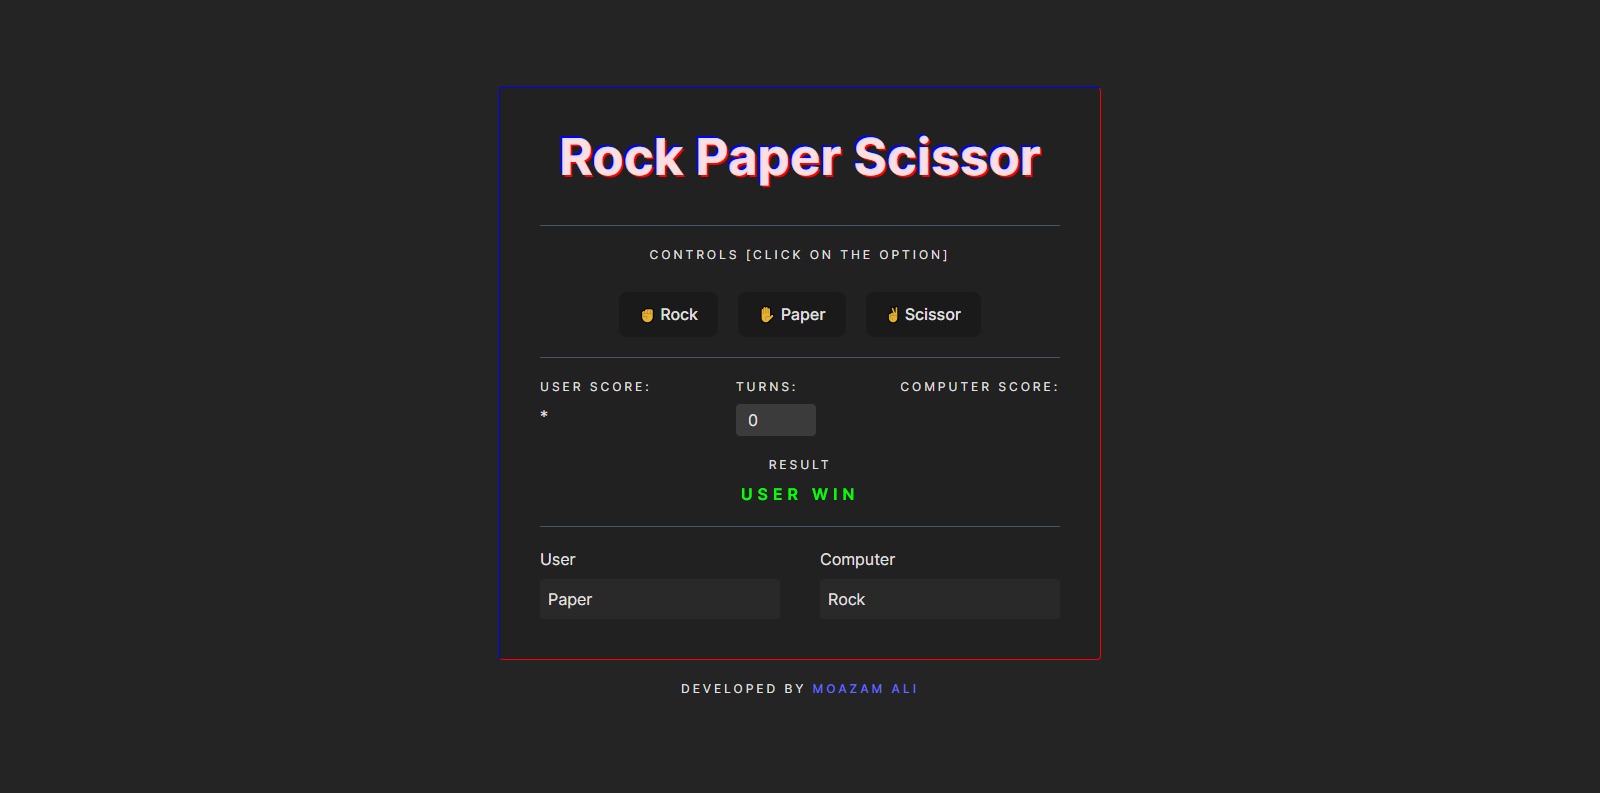 Rock Paper Scissor
CONTROLS [CLICK ON THE OPTION]
✊ Rock ✋ Paper ✌ Scissor
USER SCORE: TURNS: COMPUTER SCORE:
* 0
RESULT
USER WIN
User Computer
Paper Rock
DEVELOPED BY MOAZAM ALI